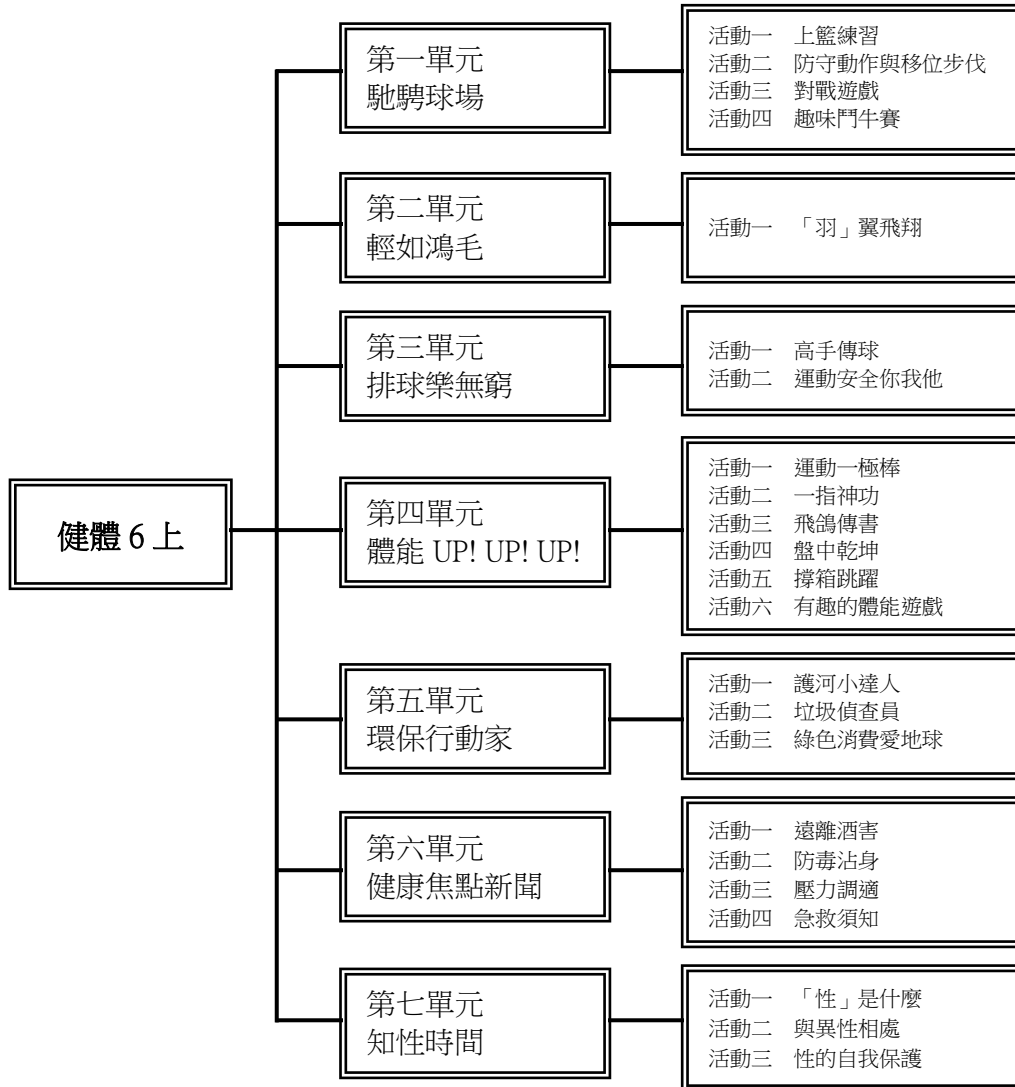 健體 6 上
第一單元
馳騁球場
活動一　上籃練習
活動二　防守動作與移位步伐
活動三　對戰遊戲
活動四　趣味鬥牛賽
第二單元
輕如鴻毛
活動一　「羽」翼飛翔
第三單元
排球樂無窮
活動一　高手傳球
活動二　運動安全你我他
第四單元
體能 UP! UP! UP!
活動一　運動一極棒
活動二　一指神功
活動三　飛鴿傳書
活動四　盤中乾坤
活動五　撐箱跳躍
活動六　有趣的體能遊戲
第五單元
環保行動家
活動一　護河小達人
活動二　垃圾偵查員
活動三　綠色消費愛地球
第六單元
健康焦點新聞
活動一　遠離酒害
活動二　防毒沾身
活動三　壓力調適
活動四　急救須知
第七單元
知性時間
活動一　「性」是什麼
活動二　與異性相處
活動三　性的自我保護